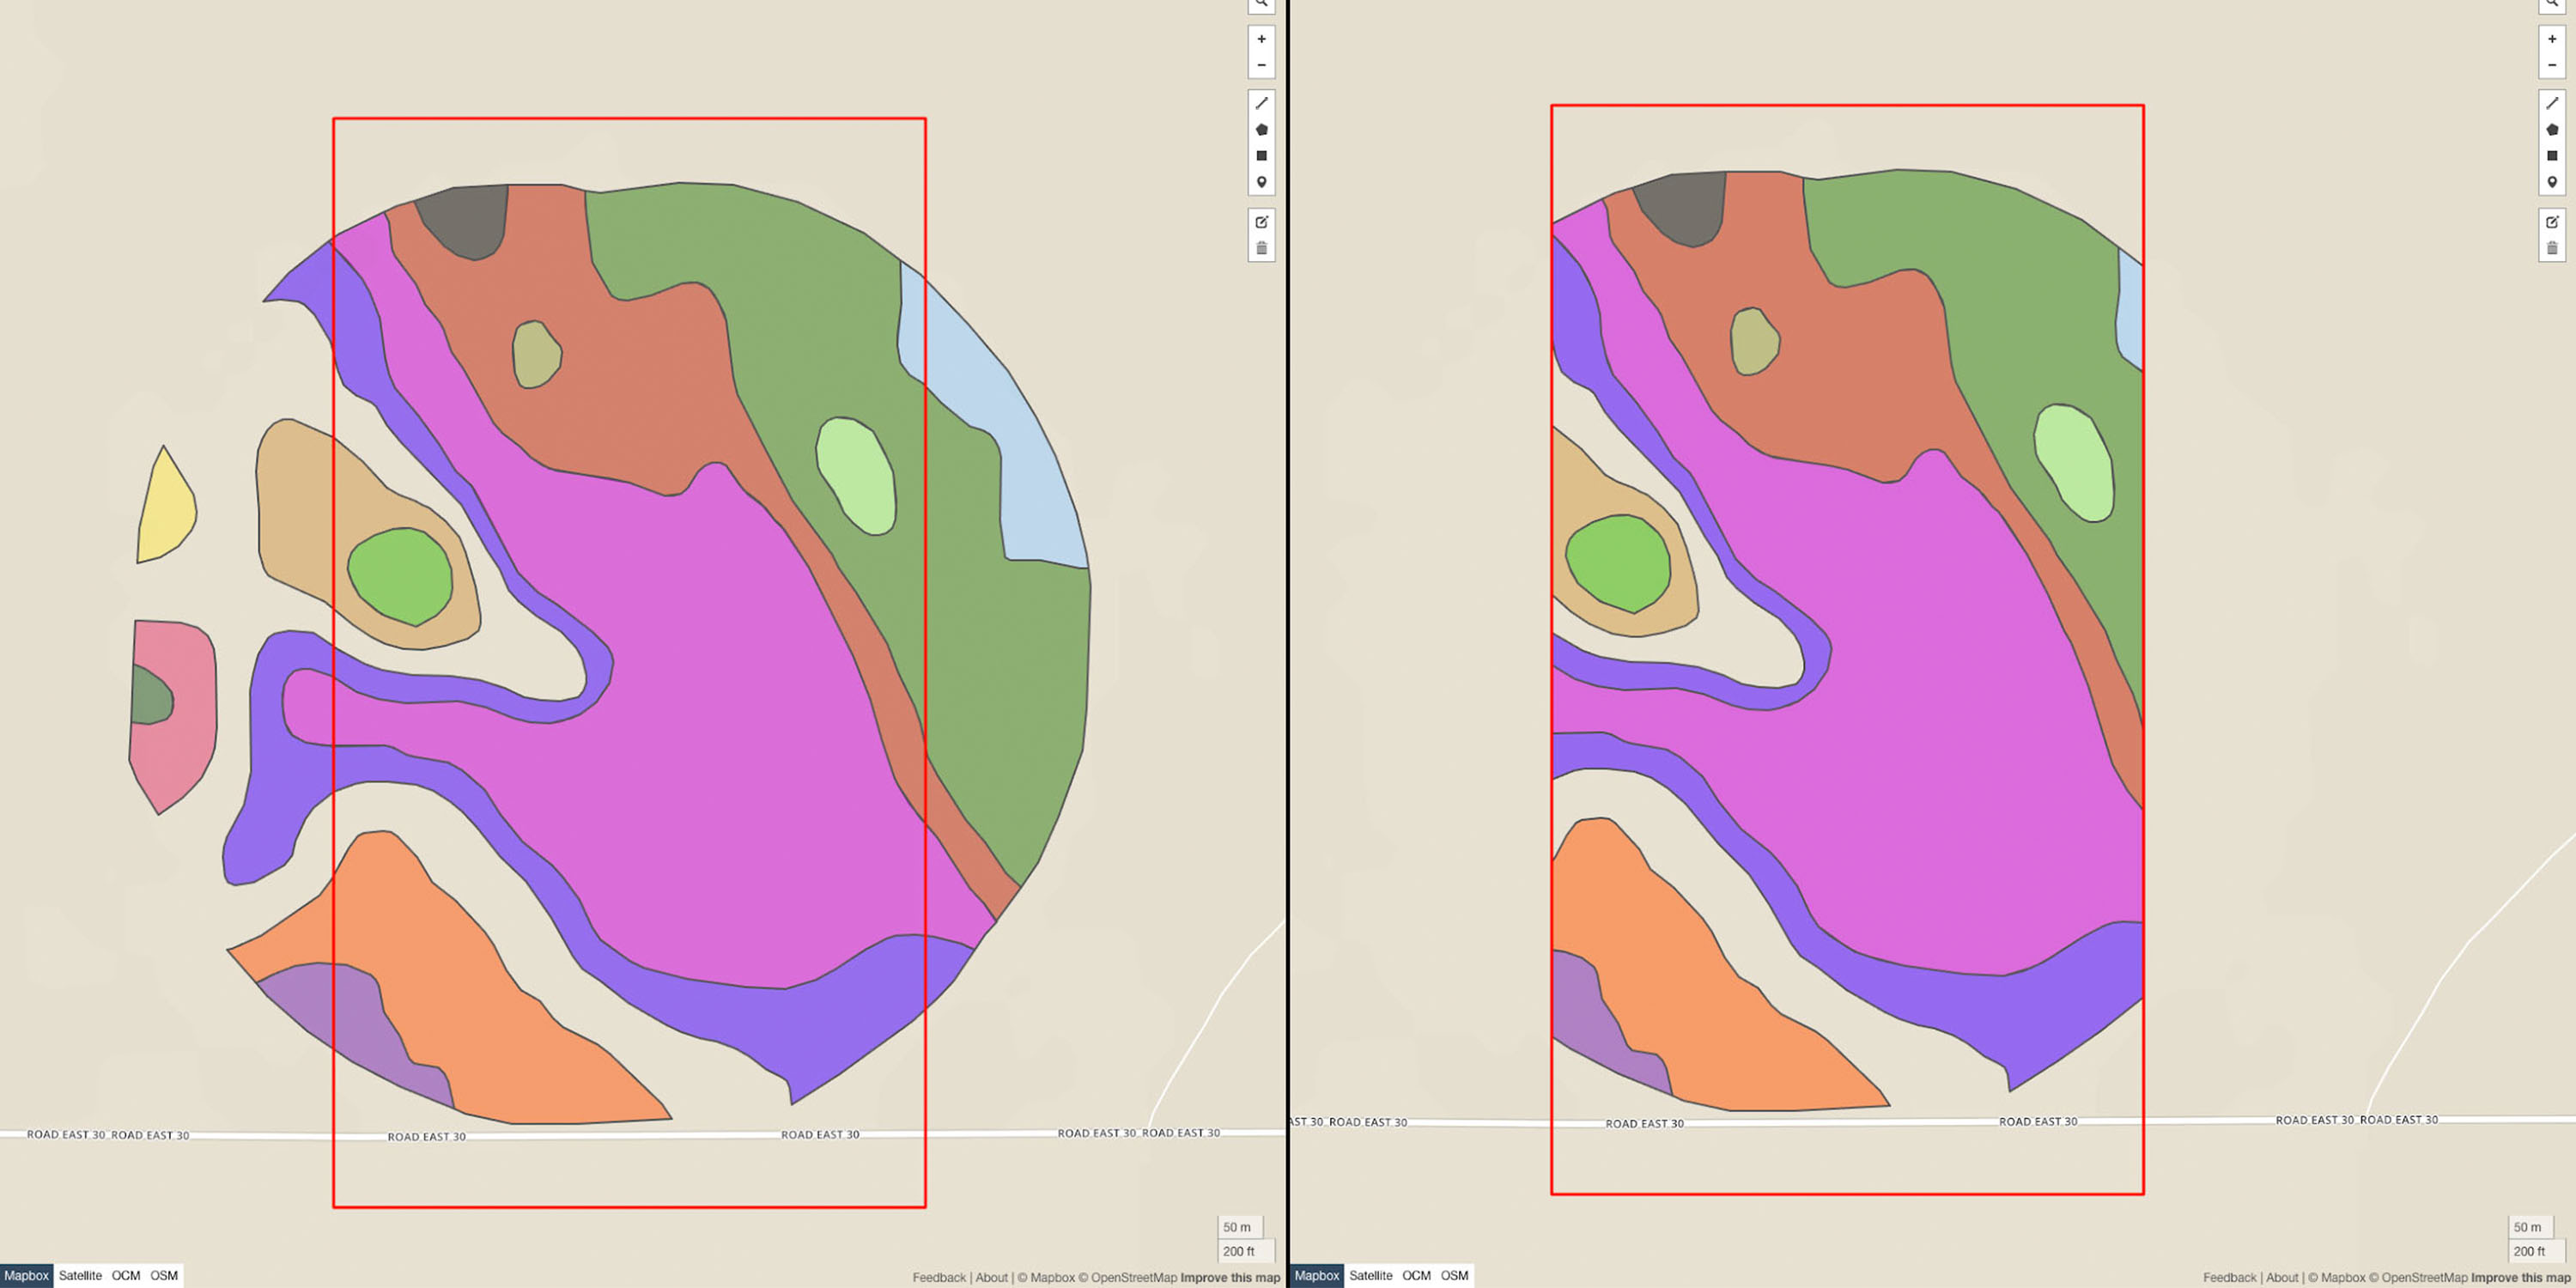 ROAD EAST 30 ROAD EAST 30 ROAD EAST 30 ROAD EAST 30 ROAD EAST 30 ROAD EAST 30
50 m
200 ft
Mapbox Satellite OCM OSM
Feedback | About | © Mapbox © OpenStreetMap Improve this map
AST 30 ROAD EAST 30 ROAD EAST 30 ROAD EAST 30 ROAD EAST 30 ROAD EAST 30
50 m
200 ft
Mapbox Satellite OCM OSM
Feedback | About | © Mapbox © OpenStreetMap Improve this map